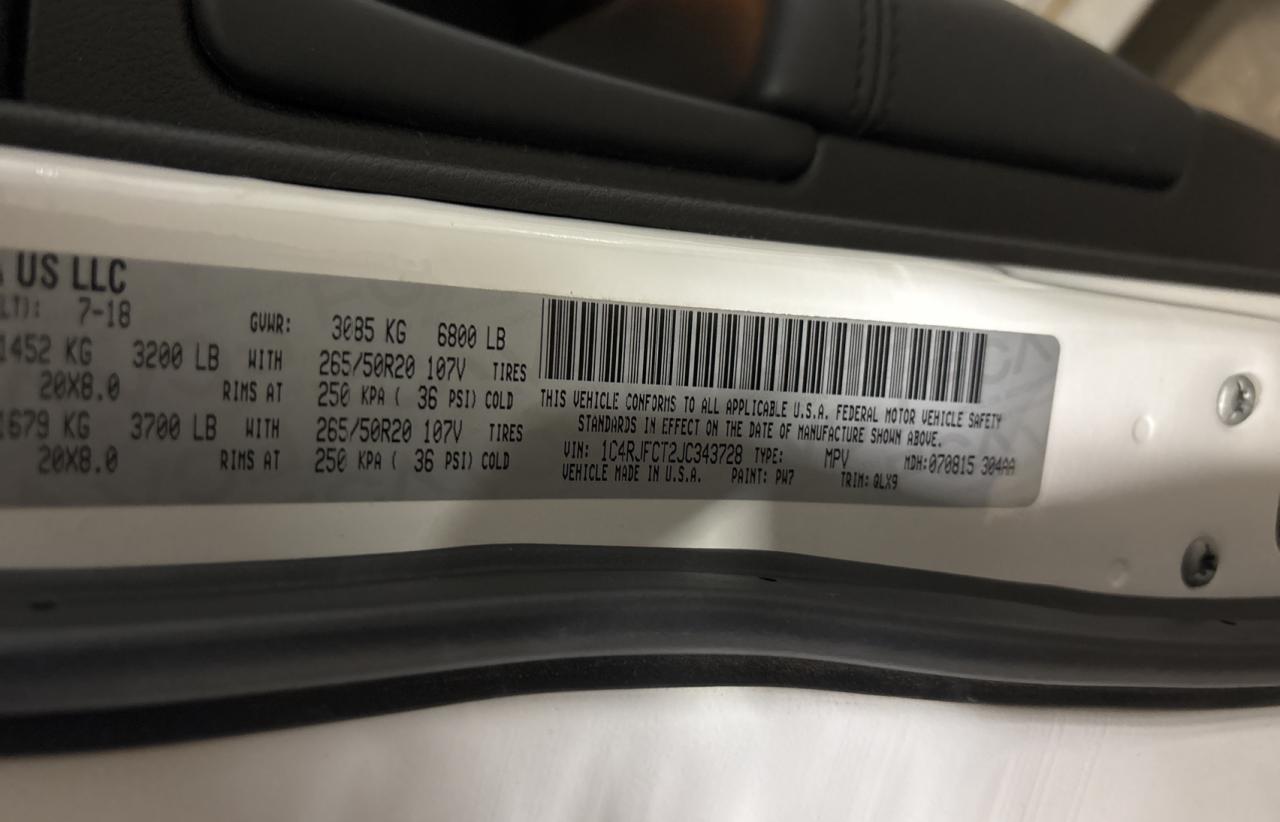 US LLC
LT): 7-18
GVWR: 3085 KG 6800 LB
1452 KG 3200 LB WITH 265/50R20 107V TIRES
20X8.0 RIMS AT 250 KPA ( 36 PSI) COLD
1679 KG 3700 LB WITH 265/50R20 107V TIRES
20X8.0 RIMS AT 250 KPA ( 36 PSI) COLD
THIS VEHICLE CONFORMS TO ALL APPLICABLE U.S.A. FEDERAL MOTOR VEHICLE SAFETY
STANDARDS IN EFFECT ON THE DATE OF MANUFACTURE SHOWN ABOVE.
VIN: 1C4RJFCT2JC343728 TYPE: MPV MDH:070815 304AA
VEHICLE MADE IN U.S.A. PAINT: PW7 TRIM: QLX9